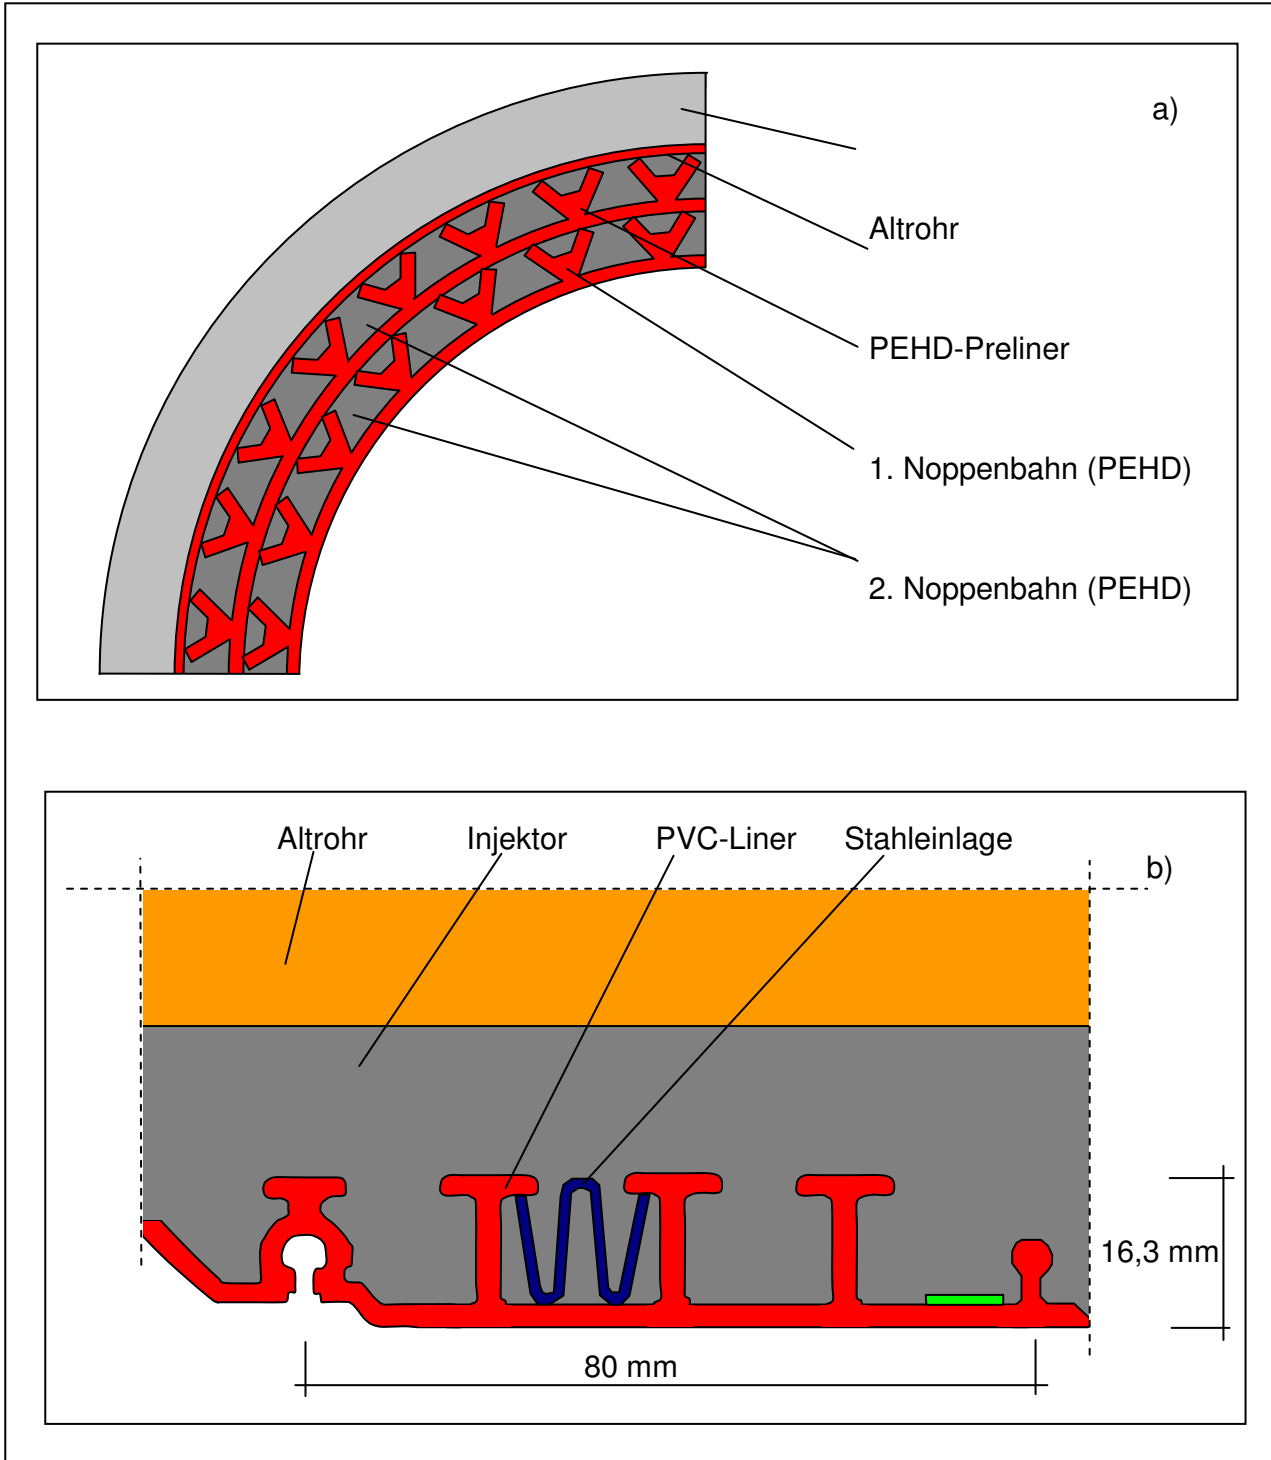 a)
Altrohr
PEHD-Preliner
1. Noppenbahn (PEHD)
2. Noppenbahn (PEHD)
Altrohr Injektor PVC-Liner Stahleinlage
b)
16,3 mm
80 mm